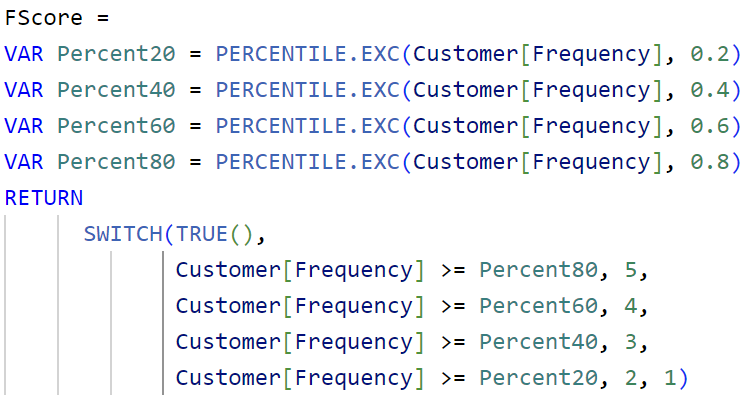 FScore =
VAR Percent20 = PERCENTILE.EXC(Customer[Frequency], 0.2)
VAR Percent40 = PERCENTILE.EXC(Customer[Frequency], 0.4)
VAR Percent60 = PERCENTILE.EXC(Customer[Frequency], 0.6)
VAR Percent80 = PERCENTILE.EXC(Customer[Frequency], 0.8)
RETURN
SWITCH(TRUE(),
Customer[Frequency] >= Percent80, 5,
Customer[Frequency] >= Percent60, 4,
Customer[Frequency] >= Percent40, 3,
Customer[Frequency] >= Percent20, 2, 1)